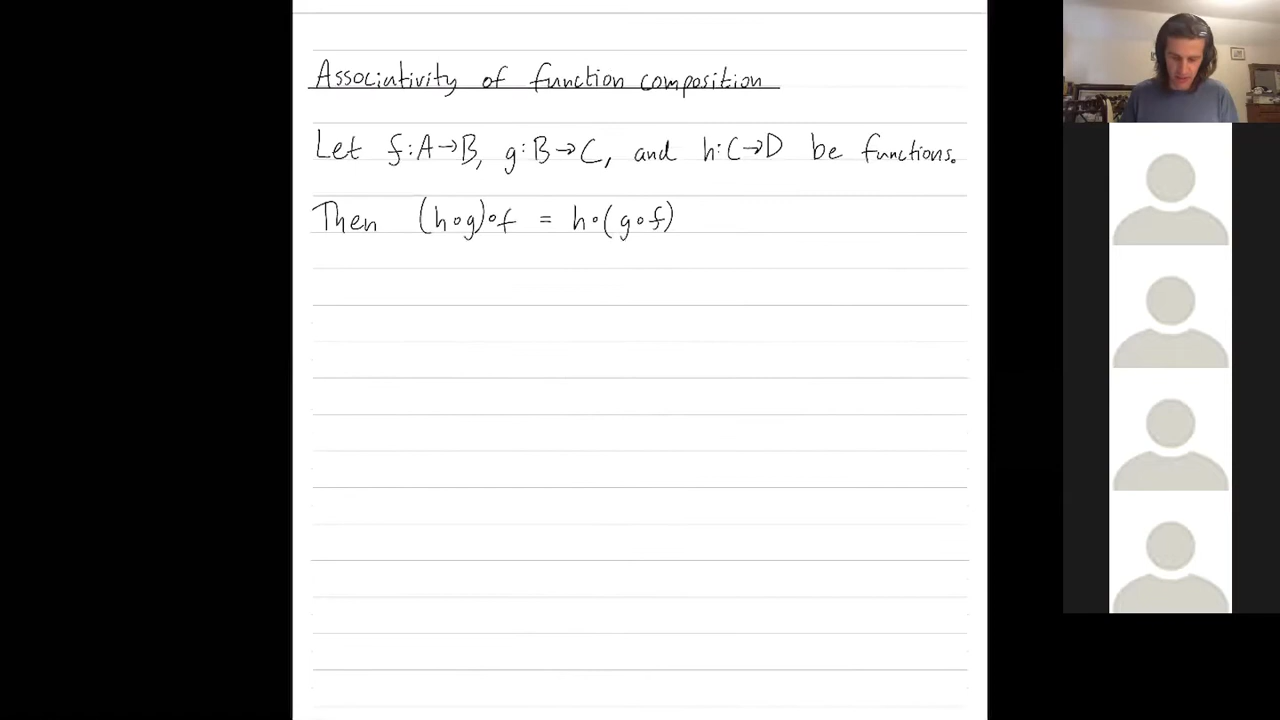 Associativity of function composition
Let f:A→B, g:B→C, and h:C→D be functions.
Then (h∘g)∘f = h∘(g∘f)